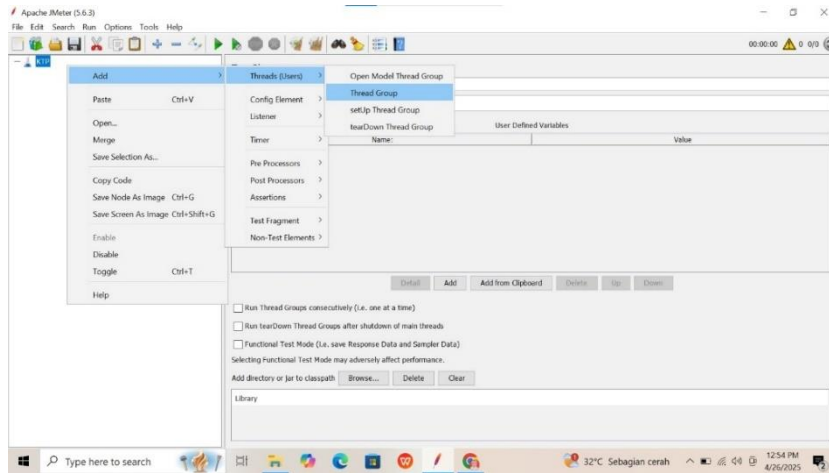 Apache JMeter (5.6.3)
File Edit Search Run Options Tools Help
00:00:00 0 0/0
KTP
Add
Paste Ctrl+V
Open...
Merge
Save Selection As...
Copy Code
Save Node As Image Ctrl+G
Save Screen As Image Ctrl+Shift+G
Enable
Disable
Toggle Ctrl+T
Help
Threads (Users)
Config Element
Listener
Timer
Pre Processors
Post Processors
Assertions
Test Fragment
Non-Test Elements
Open Model Thread Group
Thread Group
setUp Thread Group
tearDown Thread Group
User Defined Variables
Name: Value
Detail Add Add from Clipboard Delete Up Down
Run Thread Groups consecutively (i.e. one at a time)
Run tearDown Thread Groups after shutdown of main threads
Functional Test Mode (i.e. save Response Data and Sampler Data)
Selecting Functional Test Mode may adversely affect performance.
Add directory or jar to classpath Browse... Delete Clear
Library
Type here to search
32°C Sebagian cerah
12:54 PM
4/26/2025